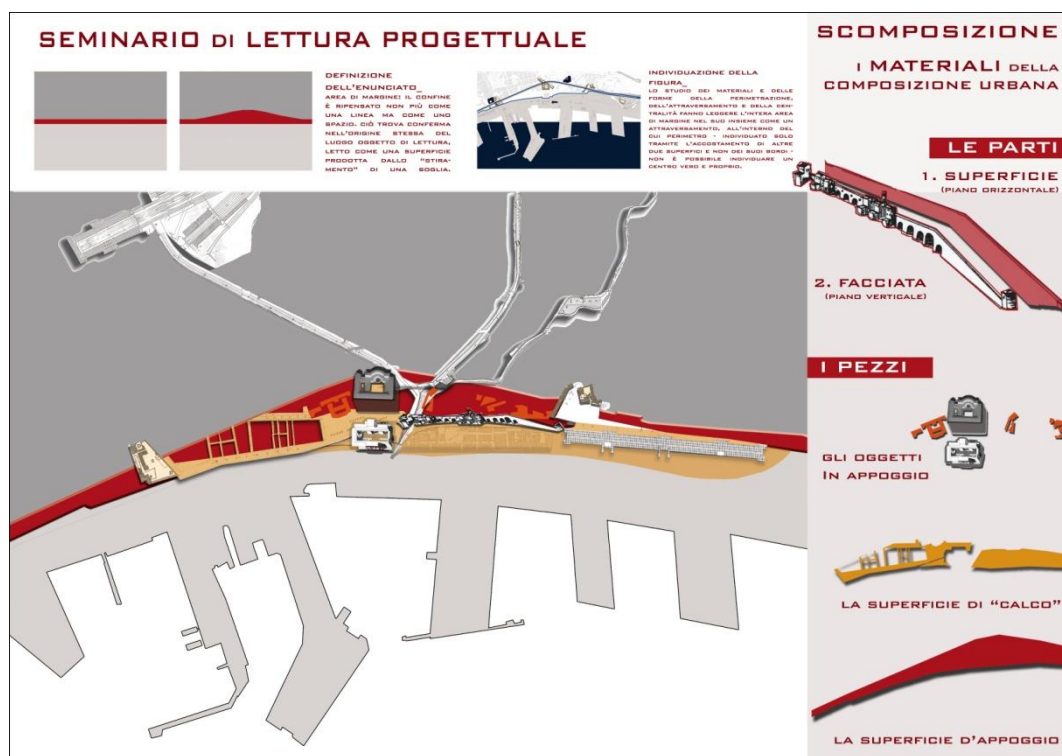 SEMINARIO DI LETTURA PROGETTUALE
DEFINIZIONE
DELL'ENUNCIATO_
AREA DI MARGINE: IL CONFINE
È RIPENSATO NON PIÙ COME
UNA LINEA MA COME UNO
SPAZIO. CIÒ TROVA CONFERMA
NELL'ORIGINE STESSA DEL
LUOGO OGGETTO DI LETTURA,
LETTO COME UNA SUPERFICIE
PRODOTTA DALLO "STIRA-
MENTO" DI UNA SOGLIA.
INDIVIDUAZIONE DELLA
FIGURA_
LO STUDIO DEI MATERIALI E DELLE
FORME DELLA PERIMETRAZIONE,
DELL'ATTRAVERSAMENTO E DELLA CEN-
TRALITÀ FANNO LEGGERE L'INTERA AREA
DI MARGINE NEL SUO INSIEME COME UN
ATTRAVERSAMENTO, ALL'INTERNO DEL
CUI PERIMETRO - INDIVIDUATO SOLO
TRAMITE L'ACCOSTAMENTO DI ALTRE
DUE SUPERFICI E NON DEI SUOI BORDI -
NON È POSSIBILE INDIVIDUARE UN
CENTRO VERO E PROPRIO.
SCOMPOSIZIONE
I MATERIALI DELLA
COMPOSIZIONE URBANA
LE PARTI
1. SUPERFICIE
(PIANO ORIZZONTALE)
2. FACCIATA
(PIANO VERTICALE)
I PEZZI
GLI OGGETTI
IN APPOGGIO
LA SUPERFICIE DI "CALCO"
LA SUPERFICIE D'APPOGGIO